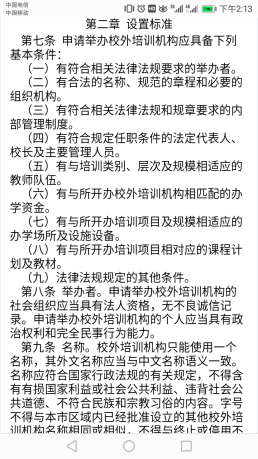 中国电信
中国移动
下午2:13
第二章 设置标准
第七条 申请举办校外培训机构应具备下列
基本条件：
（一）有符合相关法律法规要求的举办者。
（二）有合法的名称、规范的章程和必要的
组织机构。
（三）有符合相关法律法规和规章要求的内
部管理制度。
（四）有符合规定任职条件的法定代表人、
校长及主要管理人员。
（五）有与培训类别、层次及规模相适应的
教师队伍。
（六）有与所开办校外培训机构相匹配的办
学资金。
（七）有与所开办培训项目及规模相适应的
办学场所及设施设备。
（八）有与所开办培训项目相对应的课程计
划及教材。
（九）法律法规规定的其他条件。
第八条 举办者。申请举办校外培训机构的
社会组织应当具有法人资格，无不良诚信记
录。申请举办校外培训机构的个人应当具有政
治权利和完全民事行为能力。
第九条 名称。校外培训机构只能使用一个
名称，其外文名称应当与中文名称语义一致。
名称应符合国家行政法规的有关规定，不得含
有有损国家利益或社会公共利益、违背社会公
共道德、不符合民族和宗教习俗的内容。字号
不得与本市区域内已经批准设立的其他校外培
训机构名称相同或相似，不得与终止或停用不